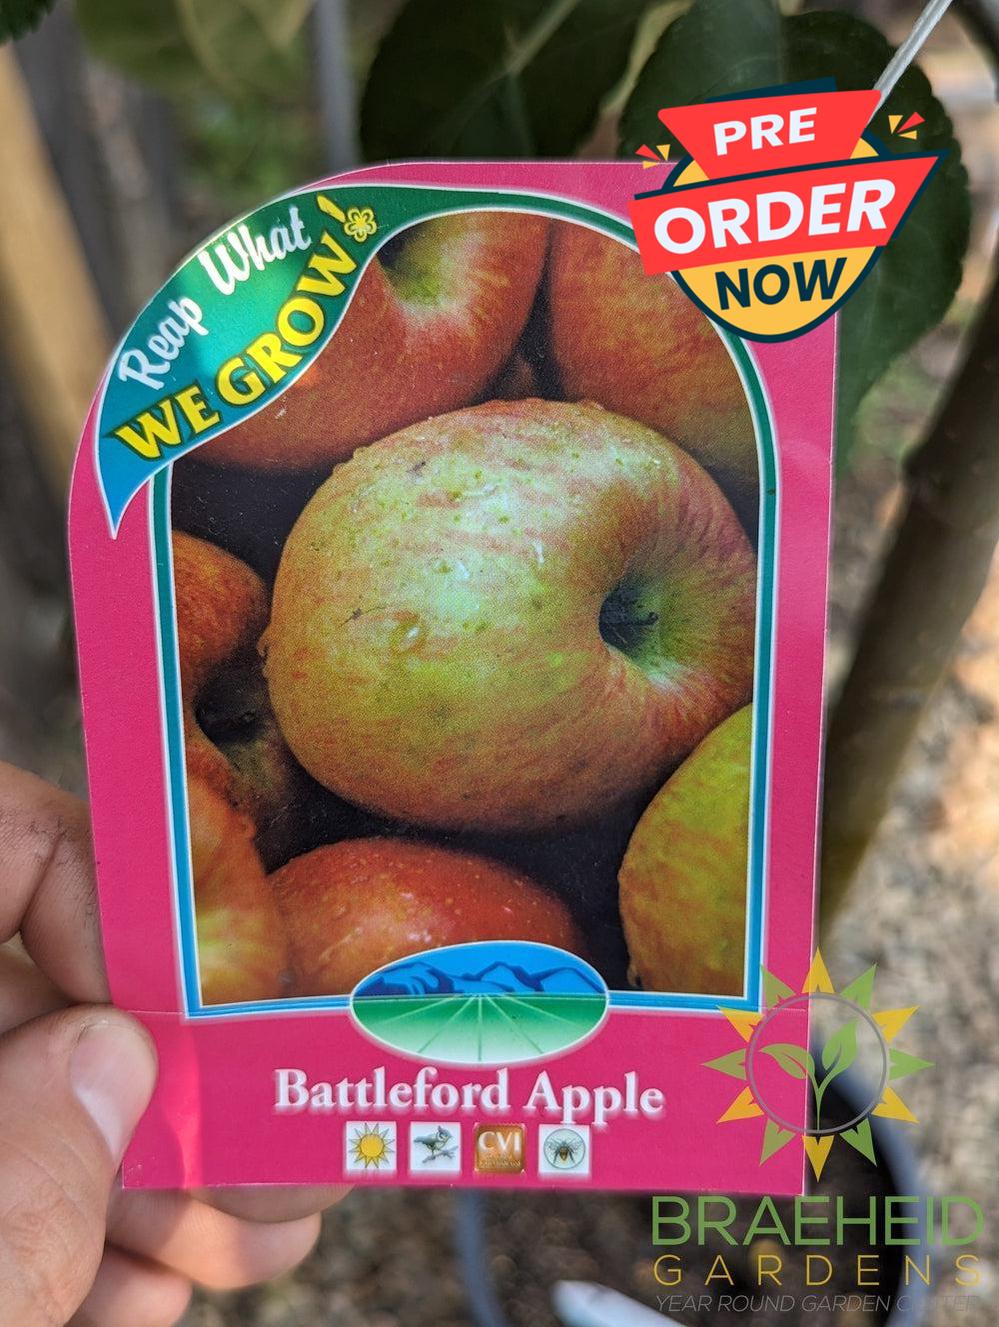 PRE
ORDER
NOW
Reap What
WE GROW!
Battleford Apple
CVI
BRAEHEID
GARDENS
YEAR ROUND GARDEN CENTER